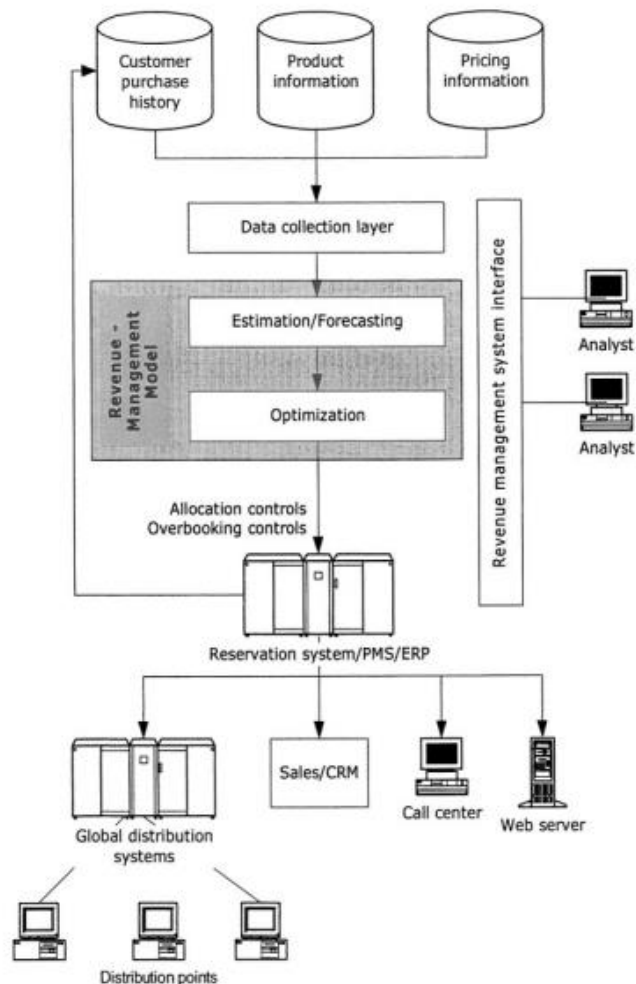 Customer
purchase
history
Product
information
Pricing
information
Data collection layer
Revenue -
Management
Model
Estimation/Forecasting
Optimization
Revenue management system interface
Analyst
Analyst
Allocation controls
Overbooking controls
Reservation system/PMS/ERP
Global distribution
systems
Sales/CRM
Call center
Web server
Distribution points